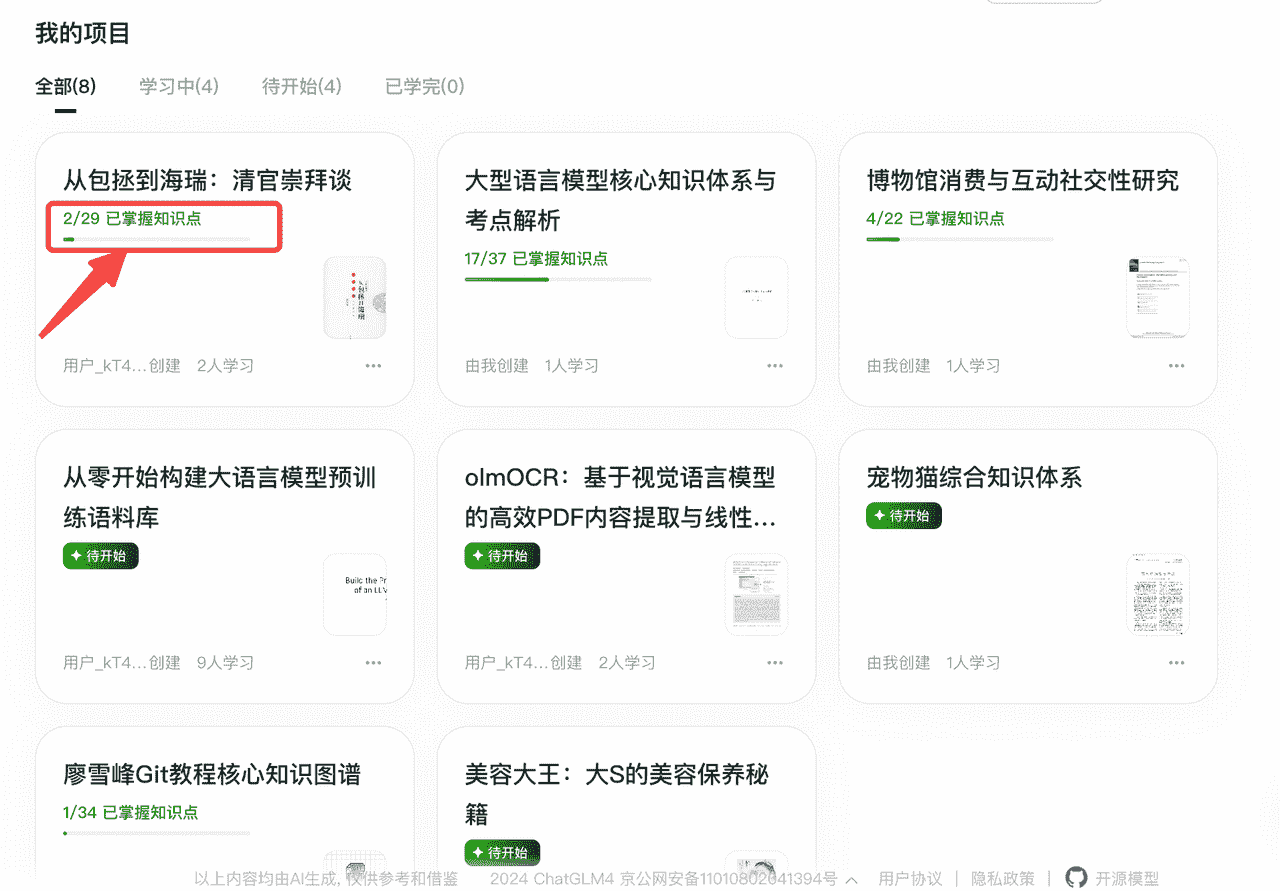 我的项目
全部(8) 学习中(4) 待开始(4) 已学完(0)
从包拯到海瑞：清官崇拜谈
2/29 已掌握知识点
用户_kT4...创建 2人学习
大型语言模型核心知识体系与
考点解析
17/37 已掌握知识点
由我创建 1人学习
博物馆消费与互动社交性研究
4/22 已掌握知识点
由我创建 1人学习
从零开始构建大语言模型预训
练语料库
待开始
Build the Pr
of an LLV
用户_kT4...创建 9人学习
olmOCR：基于视觉语言模型
的高效PDF内容提取与线性...
待开始
用户_kT4...创建 2人学习
宠物猫综合知识体系
待开始
由我创建 1人学习
廖雪峰Git教程核心知识图谱
1/34 已掌握知识点
美容大王：大S的美容保养秘
籍
待开始
以上内容均由AI生成, 仅供参考和借鉴 2024 ChatGLM4 京公网安备11010802041394号 用户协议 | 隐私政策 | 开源模型